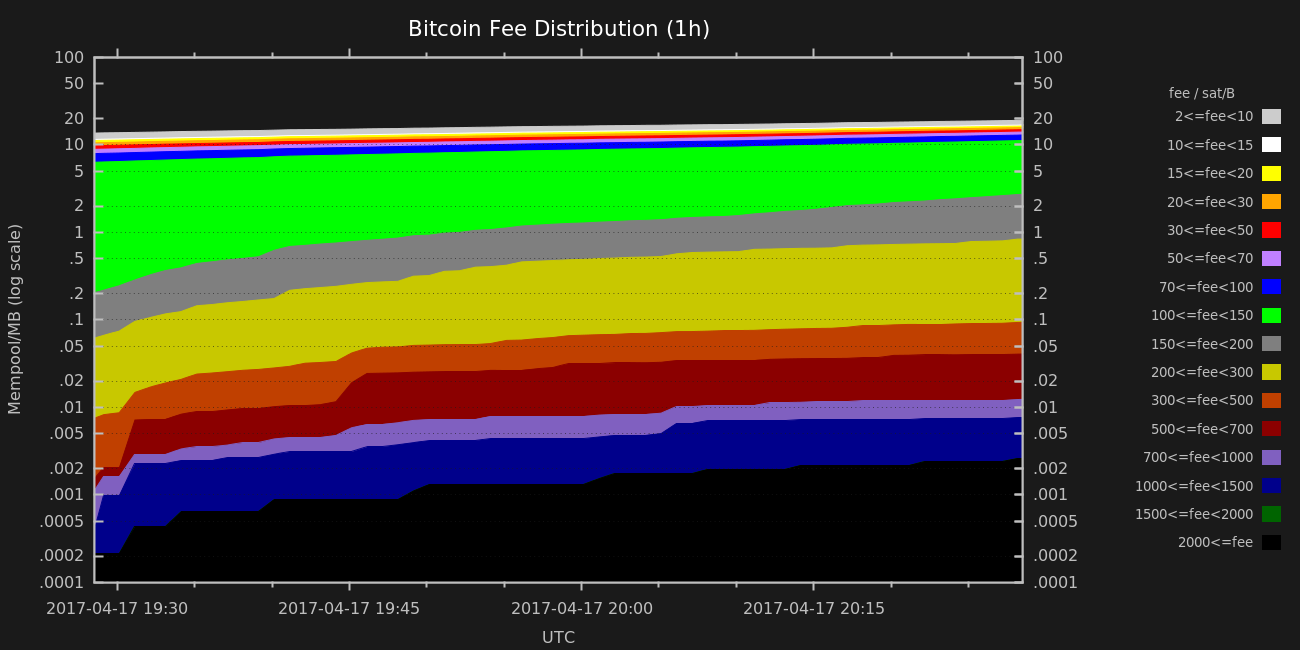 Bitcoin Fee Distribution (1h)
100
50
20
10
5
2
1
.5
.2
.1
.05
.02
.01
.005
.002
.001
.0005
.0002
.0001
Mempool/MB (log scale)
100
50
20
10
5
2
1
.5
.2
.1
.05
.02
.01
.005
.002
.001
.0005
.0002
.0001
2017-04-17 19:30
2017-04-17 19:45
2017-04-17 20:00
2017-04-17 20:15
UTC
fee / sat/B
2<=fee<10
10<=fee<15
15<=fee<20
20<=fee<30
30<=fee<50
50<=fee<70
70<=fee<100
100<=fee<150
150<=fee<200
200<=fee<300
300<=fee<500
500<=fee<700
700<=fee<1000
1000<=fee<1500
1500<=fee<2000
2000<=fee